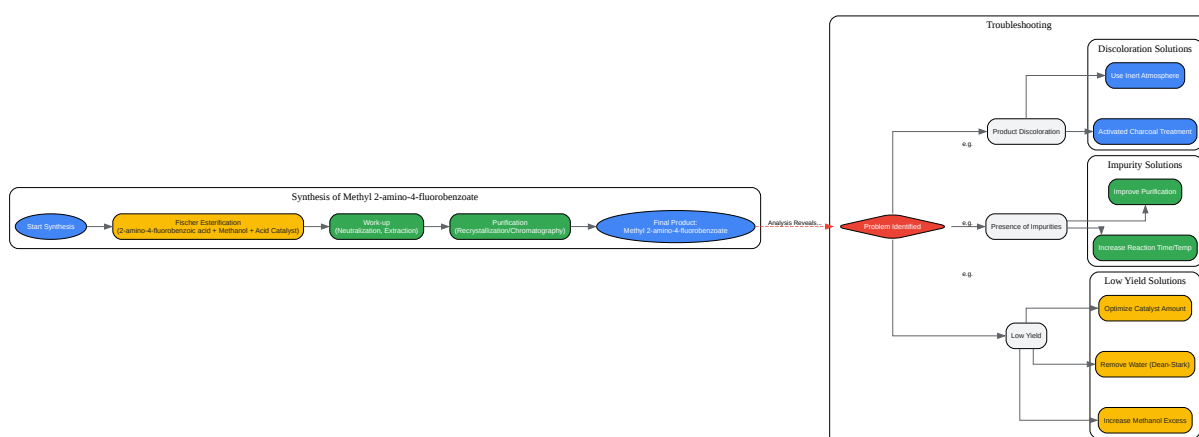 Troubleshooting
Discoloration Solutions
Use Inert Atmosphere
Product Discoloration
Activated Charcoal Treatment
e.g.
Impurity Solutions
Improve Purification
Synthesis of Methyl 2-amino-4-fluorobenzoate
Start Synthesis
Fischer Esterification
(2-amino-4-fluorobenzoic acid + Methanol + Acid Catalyst)
Work-up
(Neutralization, Extraction)
Purification
(Recrystallization/Chromatography)
Final Product:
Methyl 2-amino-4-fluorobenzoate
Analysis Reveals...
Problem Identified
e.g.
Presence of Impurities
Increase Reaction Time/Temp
e.g.
Low Yield Solutions
Optimize Catalyst Amount
Low Yield
Remove Water (Dean-Stark)
Increase Methanol Excess